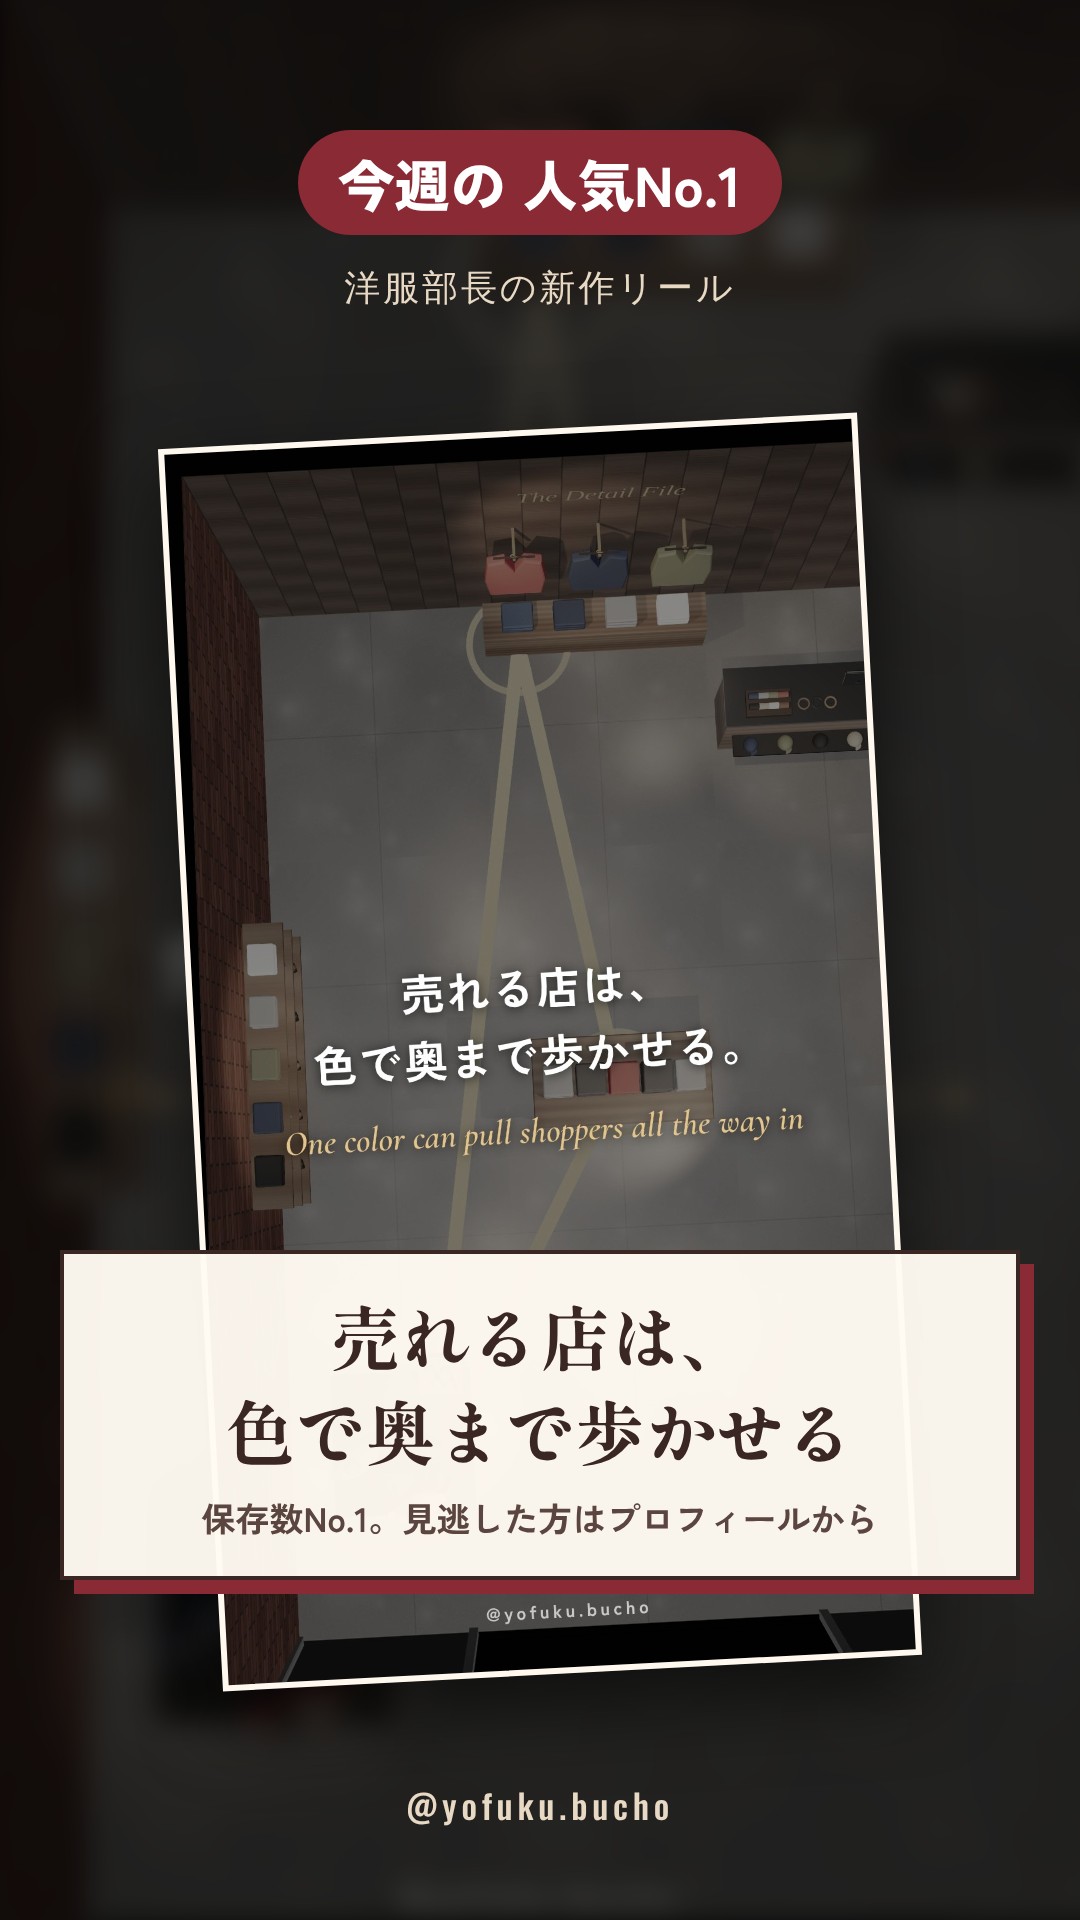 今週の 人気No.1
洋服部長の新作リール
The Detail File
売れる店は、
色で奥まで歩かせる。
One color can pull shoppers all the way in
売れる店は、
色で奥まで歩かせる
保存数No.1。見逃した方はプロフィールから
@yofuku.bucho
@yofuku.bucho